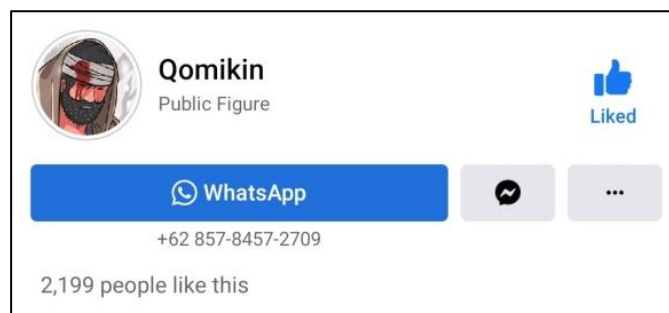 Qomikin
Public Figure
Liked
WhatsApp
+62 857-8457-2709
2,199 people like this